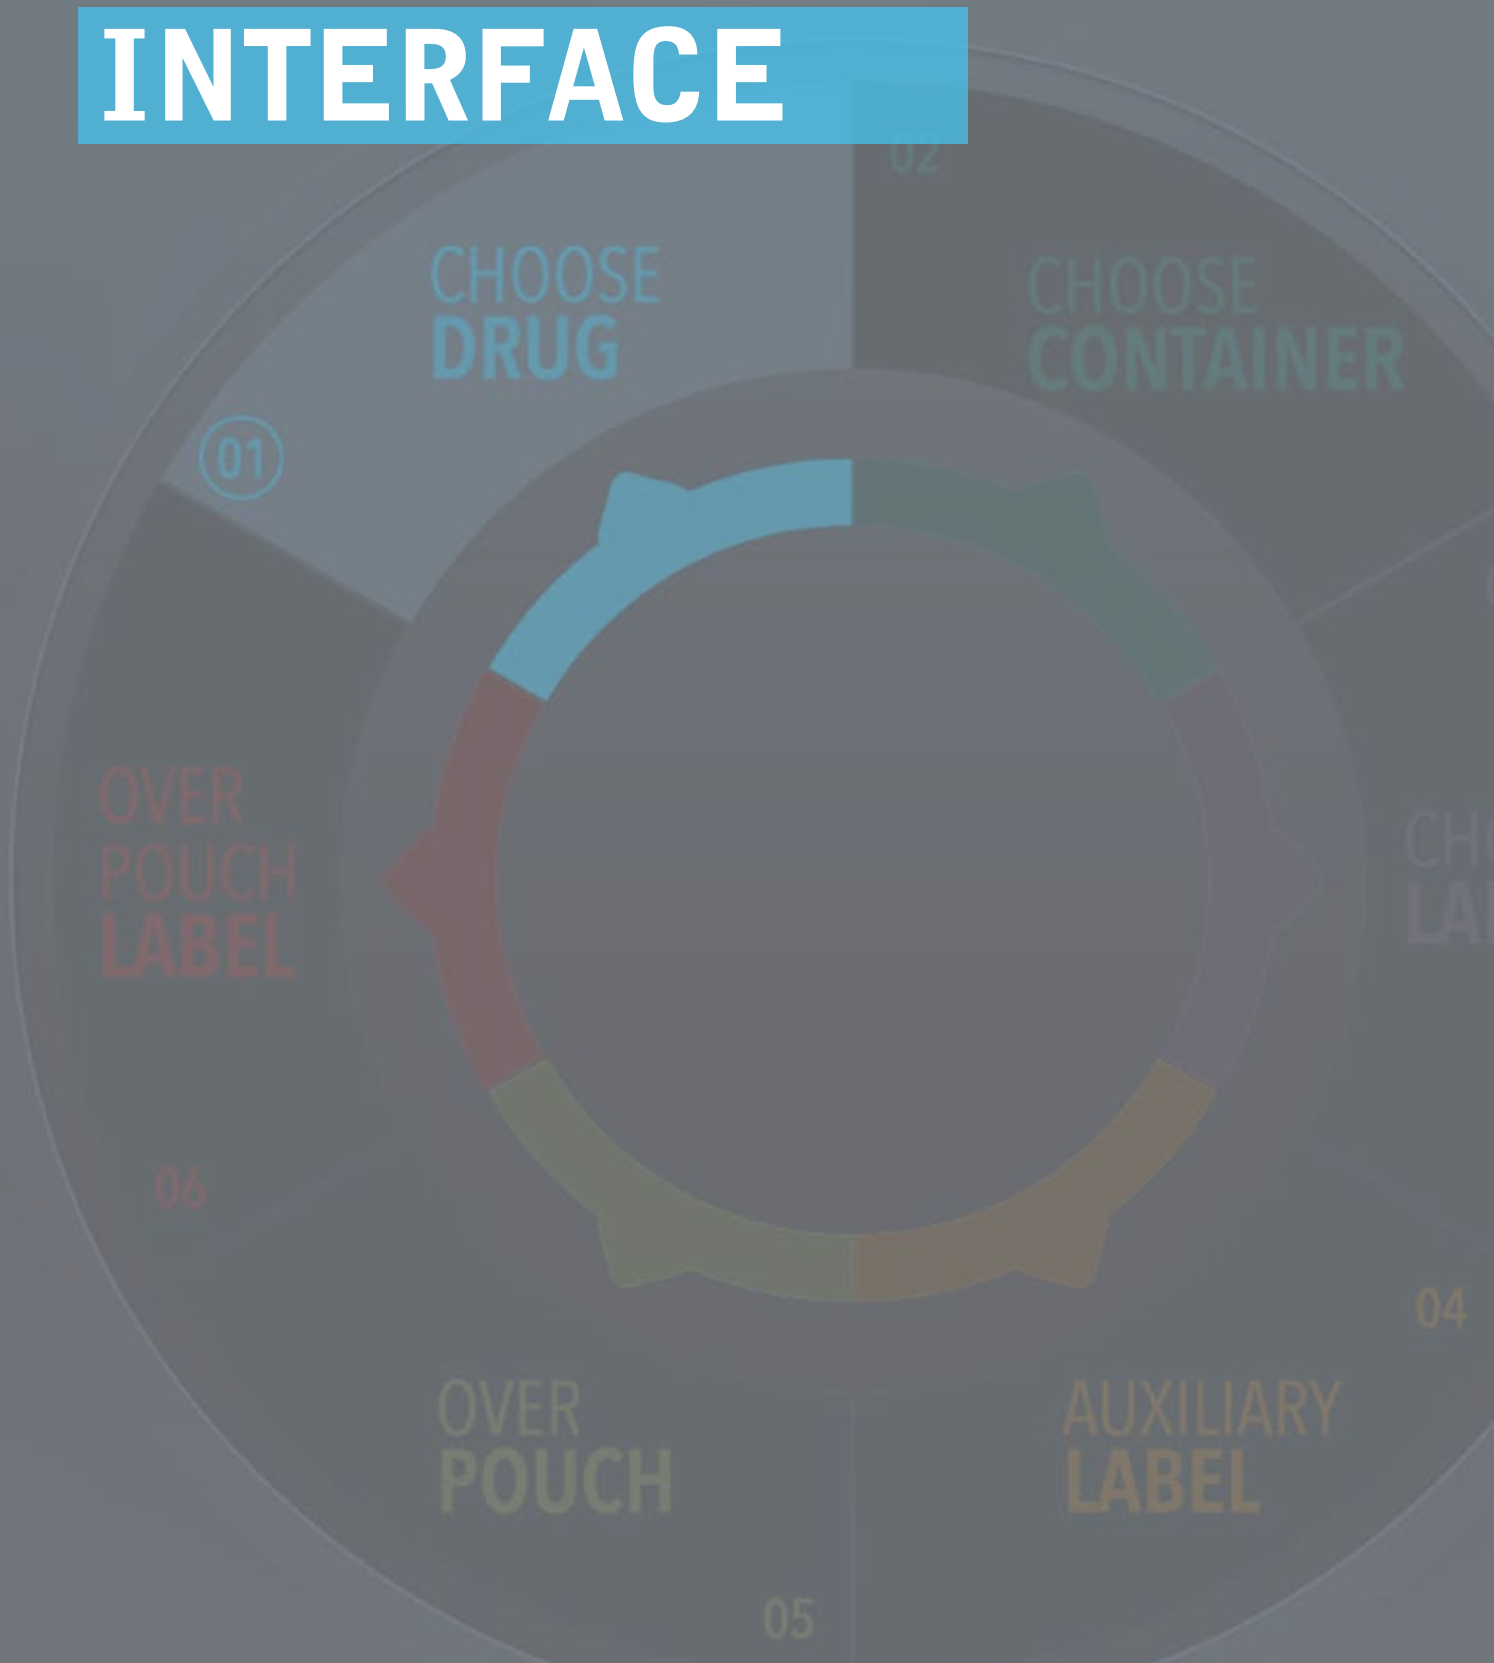 INTERFACE
02
CHOOSE
DRUG
CHOOSE
CONTAINER
01
OVER
POUCH
LABEL
06
04
OVER
POUCH
AUXILIARY
LABEL
05